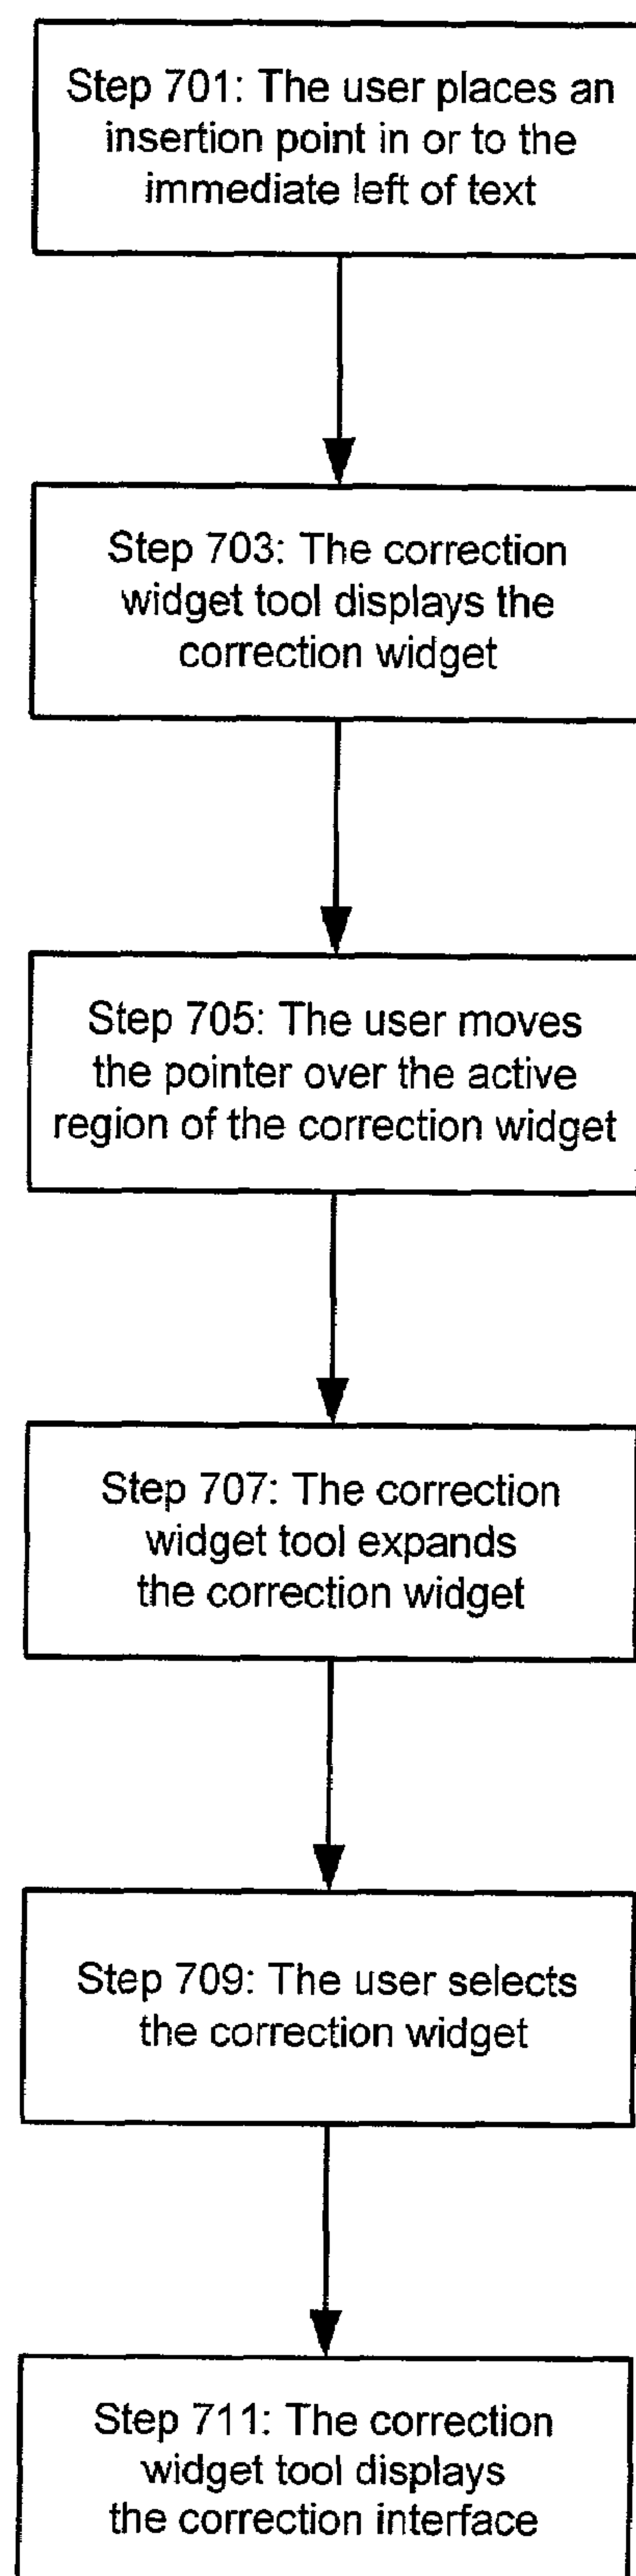 Step 701: The user places an
insertion point in or to the
immediate left of text
Step 703: The correction
widget tool displays the
correction widget
Step 705: The user moves
the pointer over the active
region of the correction widget
Step 707: The correction
widget tool expands
the correction widget
Step 709: The user selects
the correction widget
Step 711: The correction
widget tool displays
the correction interface